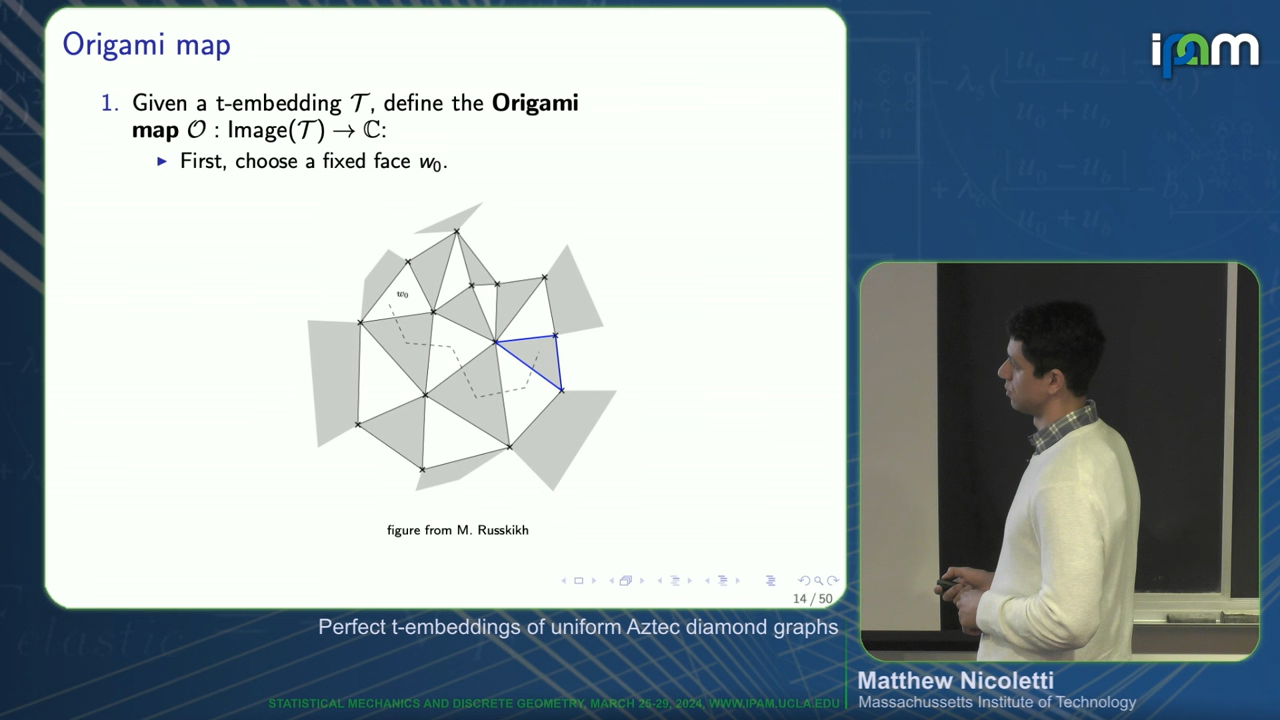 Origami map
ipam
1. Given a t-embedding 𝒯, define the Origami
map 𝒪 : Image(𝒯) → ℂ:
▶ First, choose a fixed face w₀.
w₀
figure from M. Russkikh
14 / 50
Perfect t-embeddings of uniform Aztec diamond graphs
Matthew Nicoletti
Massachussetts Institute of Technology
STATISTICAL MECHANICS AND DISCRETE GEOMETRY, MARCH 25-29, 2024, WWW.IPAM.UCLA.EDU